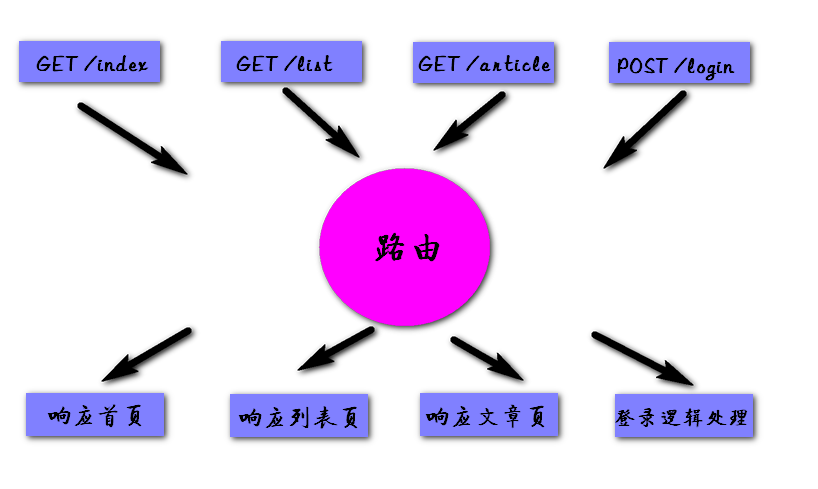 GET /index
GET /list
GET /article
POST /login
路由
响应首页
响应列表页
响应文章页
登录逻辑处理